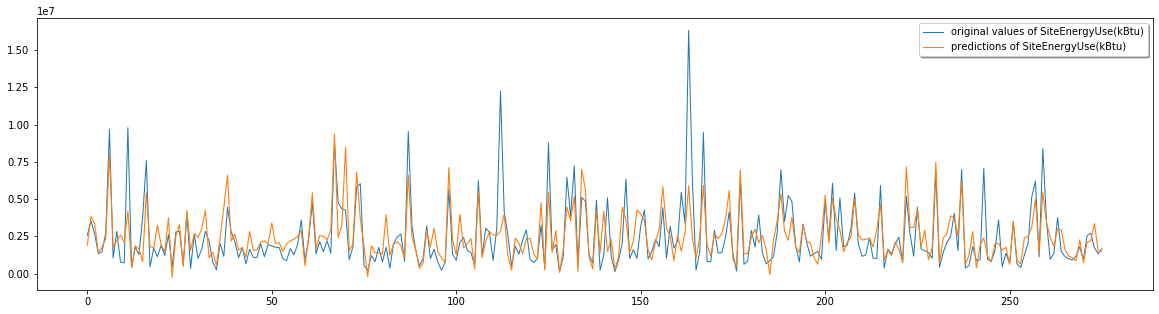 1e7
original values of SiteEnergyUse(kBtu)
predictions of SiteEnergyUse(kBtu)
1.50
1.25
1.00
0.75
0.50
0.25
0.00
0 50 100 150 200 250